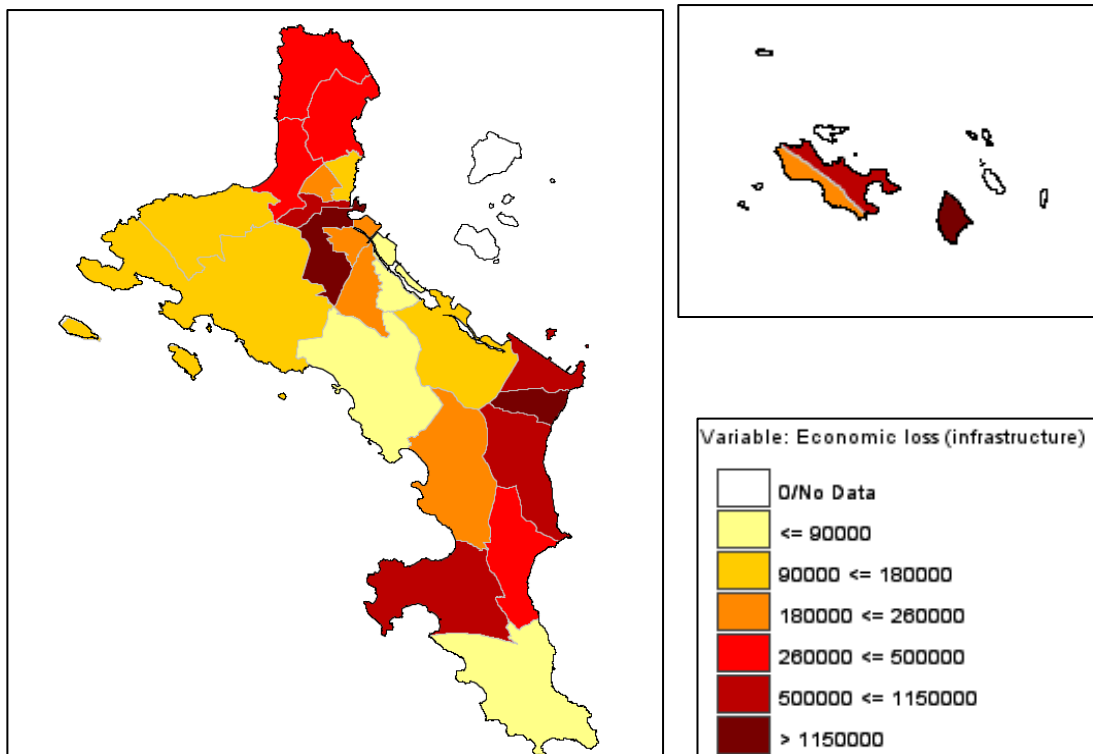 Variable: Economic loss (infrastructure)
0/No Data
<= 90000
90000 <= 180000
180000 <= 260000
260000 <= 500000
500000 <= 1150000
> 1150000